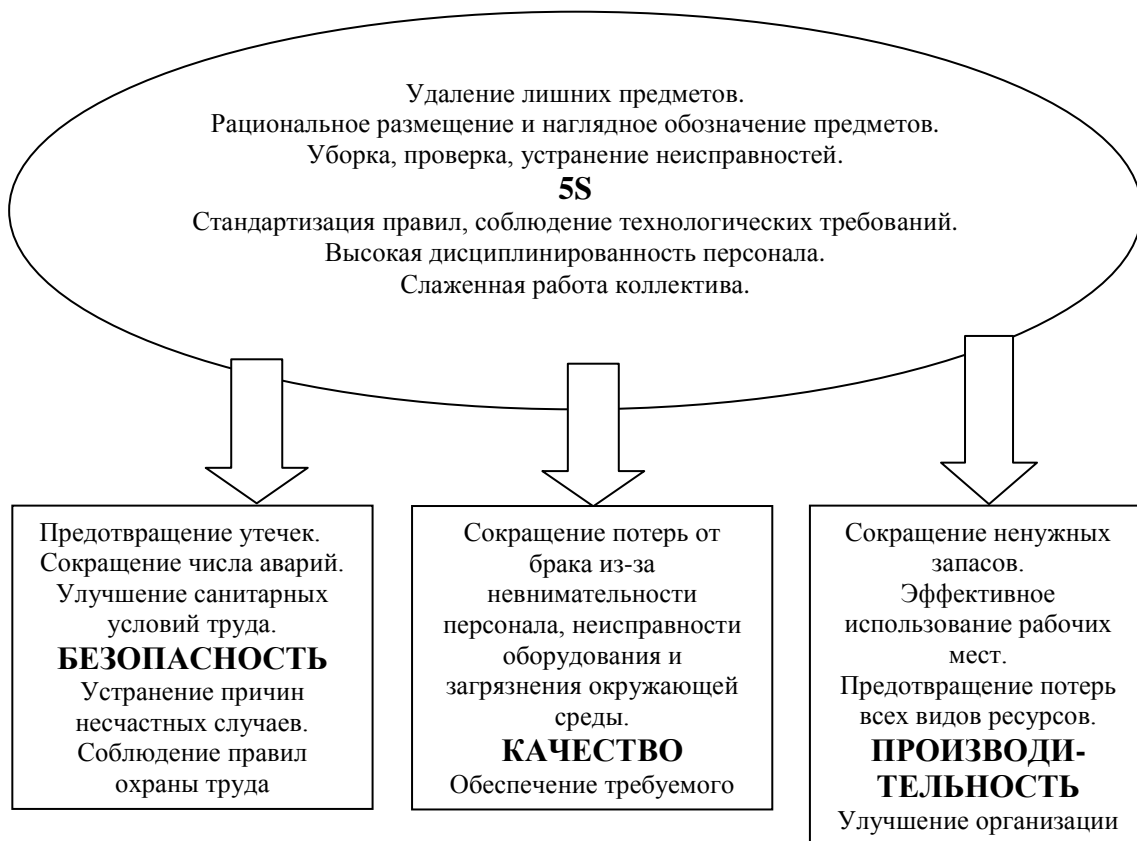 Удаление лишних предметов.
Рациональное размещение и наглядное обозначение предметов.
Уборка, проверка, устранение неисправностей.
5S
Стандартизация правил, соблюдение технологических требований.
Высокая дисциплинированность персонала.
Слаженная работа коллектива.
Предотвращение утечек.
Сокращение числа аварий.
Улучшение санитарных
условий труда.
БЕЗОПАСНОСТЬ
Устранение причин
несчастных случаев.
Соблюдение правил
охраны труда
Сокращение потерь от
брака из-за
невнимательности
персонала, неисправности
оборудования и
загрязнения окружающей
среды.
КАЧЕСТВО
Обеспечение требуемого
Сокращение ненужных
запасов.
Эффективное
использование рабочих
мест.
Предотвращение потерь
всех видов ресурсов.
ПРОИЗВОДИ-
ТЕЛЬНОСТЬ
Улучшение организации